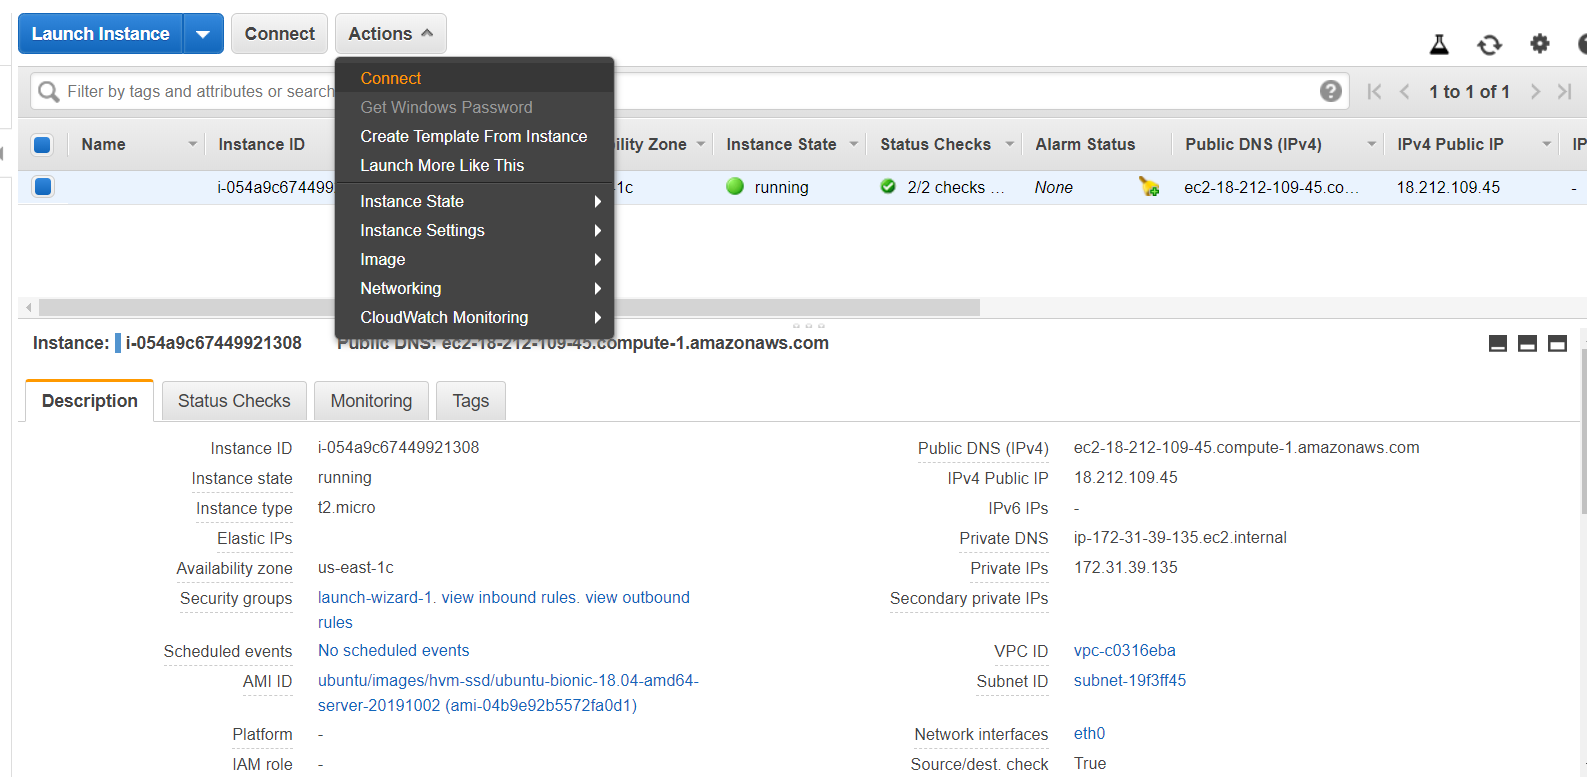 Launch Instance
Connect
Actions
Connect
Get Windows Password
Create Template From Instance
Launch More Like This
Instance State
Instance Settings
Image
Networking
CloudWatch Monitoring
Filter by tags and attributes or search
1 to 1 of 1
Name Instance ID bility Zone Instance State Status Checks Alarm Status Public DNS (IPv4) IPv4 Public IP IP
i-054a9c674499 -1c running 2/2 checks ... None ec2-18-212-109-45.co... 18.212.109.45 -
Instance: i-054a9c67449921308 Public DNS: ec2-18-212-109-45.compute-1.amazonaws.com
Description Status Checks Monitoring Tags
Instance ID i-054a9c67449921308
Instance state running
Instance type t2.micro
Elastic IPs
Availability zone us-east-1c
Security groups launch-wizard-1. view inbound rules. view outbound
rules
Scheduled events No scheduled events
AMI ID ubuntu/images/hvm-ssd/ubuntu-bionic-18.04-amd64-
server-20191002 (ami-04b9e92b5572fa0d1)
Platform -
IAM role -
Public DNS (IPv4) ec2-18-212-109-45.compute-1.amazonaws.com
IPv4 Public IP 18.212.109.45
IPv6 IPs -
Private DNS ip-172-31-39-135.ec2.internal
Private IPs 172.31.39.135
Secondary private IPs
VPC ID vpc-c0316eba
Subnet ID subnet-19f3ff45
Network interfaces eth0
Source/dest. check True